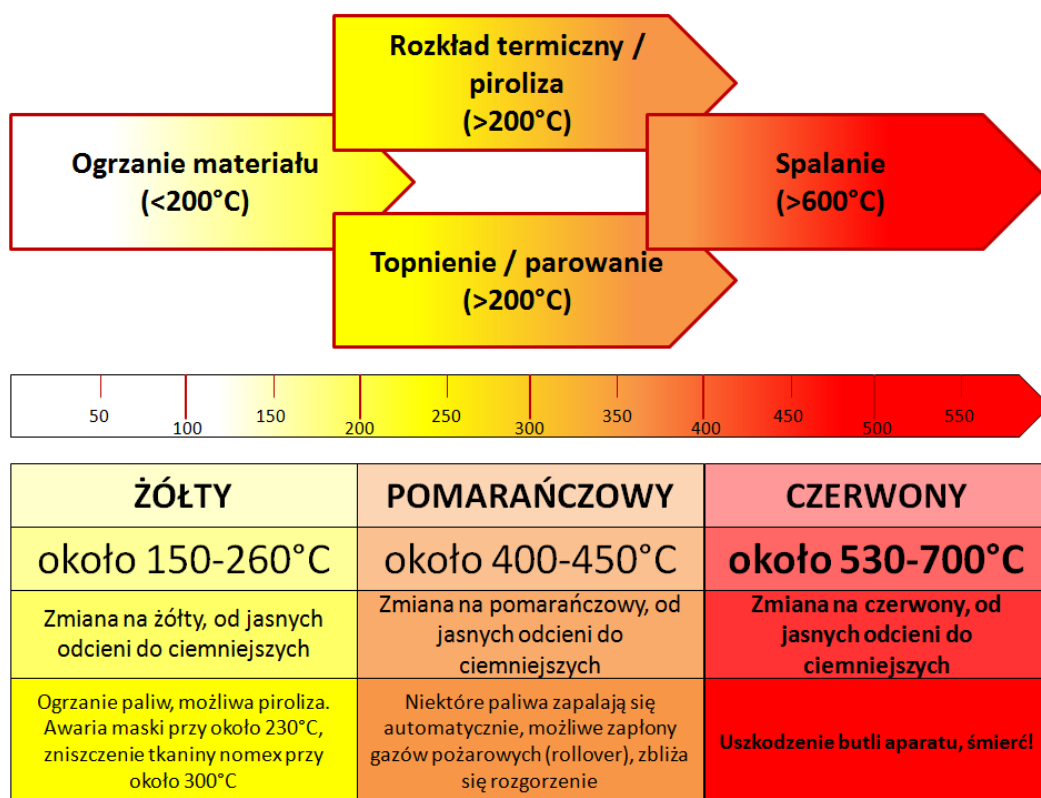 Rozkład termiczny /
piroliza
(>200°C)
Ogrzanie materiału
(<200°C)
Spalanie
(>600°C)
Topnienie / parowanie
(>200°C)
50 100 150 200 250 300 350 400 450 500 550
ŻÓŁTY
około 150-260°C
Zmiana na żółty, od jasnych
odcieni do ciemniejszych
Ogrzanie paliw, możliwa piroliza.
Awaria maski przy około 230°C,
zniszczenie tkaniny nomex przy
około 300°C
POMARAŃCZOWY
około 400-450°C
Zmiana na pomarańczowy, od
jasnych odcieni do
ciemniejszych
Niektóre paliwa zapalają się
automatycznie, możliwe zapłony
gazów pożarowych (rollover), zbliża
się rozgorzenie
CZERWONY
około 530-700°C
Zmiana na czerwony, od
jasnych odcieni do
ciemniejszych
Uszkodzenie butli aparatu, śmierć!